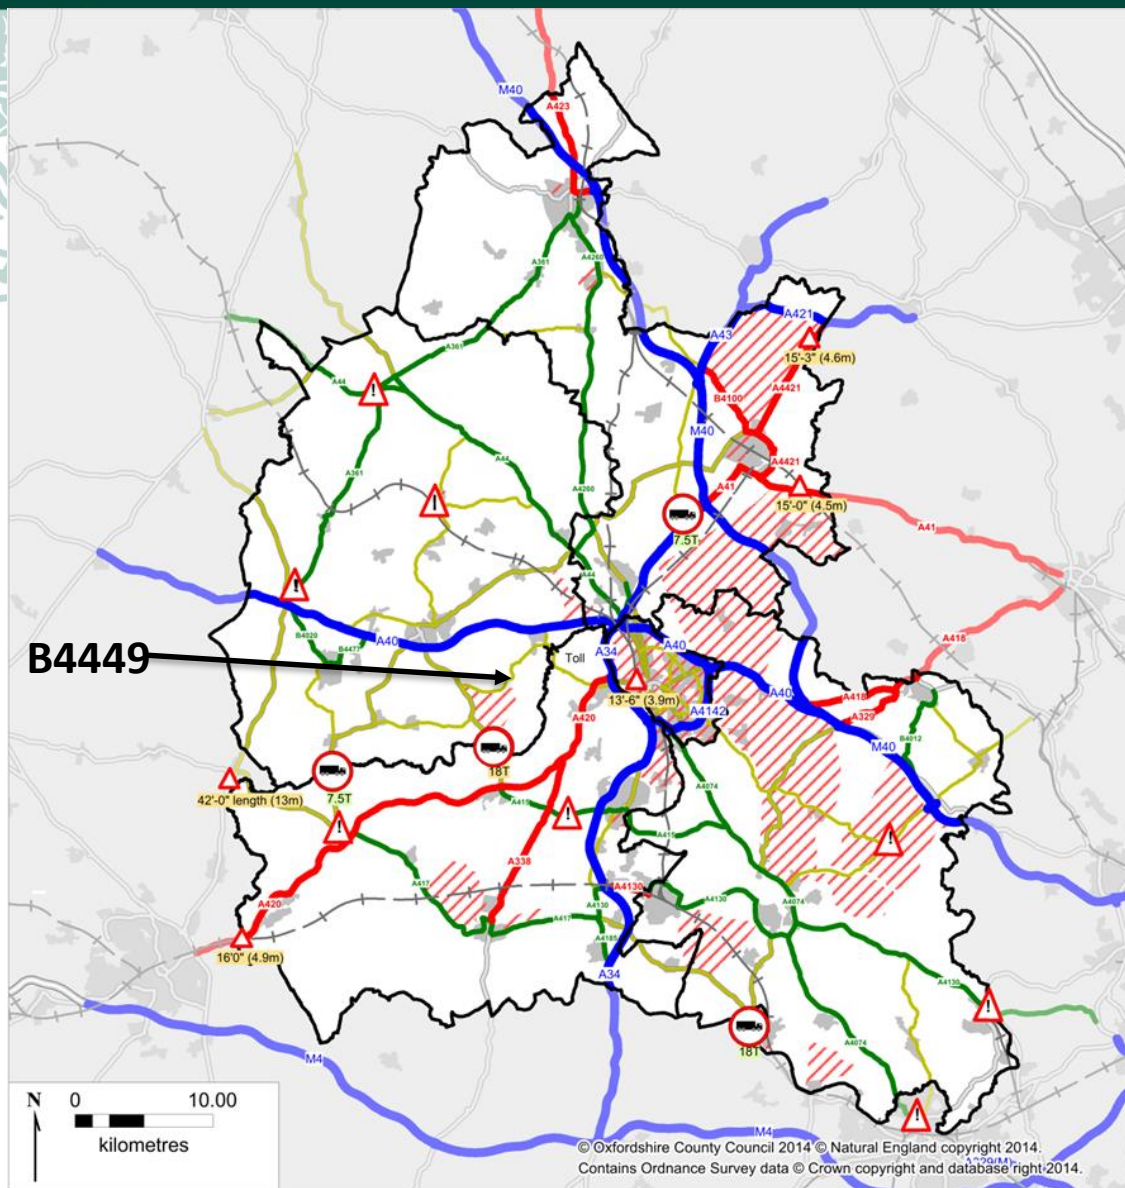 M40
A423
A361
A4260
A421
A43
15'-3" (4.6m)
A361
A44
B4100
A4421
M40
A44
A361
A4260
A4421
A41
15'-0" (4.5m)
7.5T
A41
A44
B4020
A40
B4477
A34
A40
A418
B4449
Toll
13'-6" (3.9m)
A40
A418
A4142
A329
A420
M40
B4012
18T
42'-0" length (13m)
7.5T
A415
A4074
A415
A338
A417
A4130
A4130
A4130
A4074
A420
A417
A4185
16'0" (4.9m)
A34
A4130
18T
A4074
M4
N
0 10.00
kilometres
M4
© Oxfordshire County Council 2014 © Natural England copyright 2014.
Contains Ordnance Survey data © Crown copyright and database right 2014.